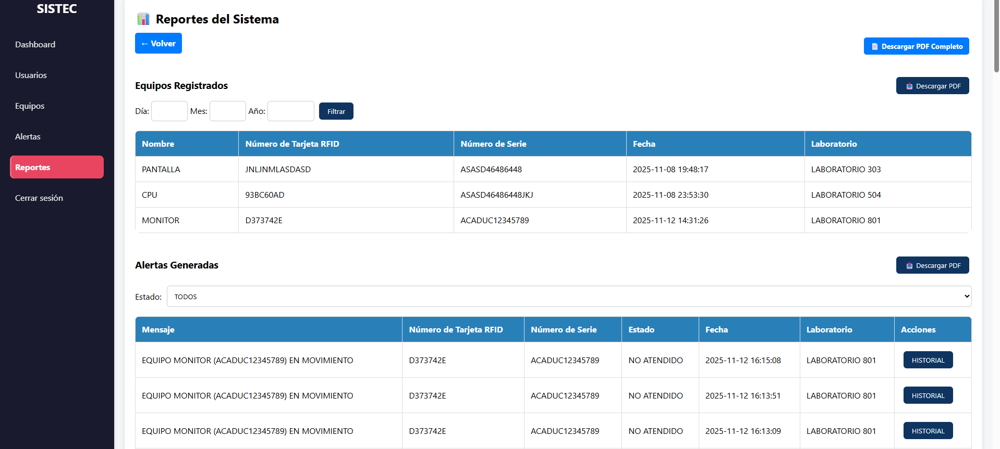 SISTEC
Dashboard
Usuarios
Equipos
Alertas
Reportes
Cerrar sesión
Reportes del Sistema
← Volver
Descargar PDF Completo
Equipos Registrados
Descargar PDF
Día: Mes: Año: Filtrar
Nombre Número de Tarjeta RFID Número de Serie Fecha Laboratorio
PANTALLA JNLJNMLASDASD ASASD46486448 2025-11-08 19:48:17 LABORATORIO 303
CPU 93BC60AD ASASD46486448JKJ 2025-11-08 23:53:30 LABORATORIO 504
MONITOR D373742E ACADUC12345789 2025-11-12 14:31:26 LABORATORIO 801
Alertas Generadas
Descargar PDF
Estado: TODOS
Mensaje Número de Tarjeta RFID Número de Serie Estado Fecha Laboratorio Acciones
EQUIPO MONITOR (ACADUC12345789) EN MOVIMIENTO D373742E ACADUC12345789 NO ATENDIDO 2025-11-12 16:15:08 LABORATORIO 801 HISTORIAL
EQUIPO MONITOR (ACADUC12345789) EN MOVIMIENTO D373742E ACADUC12345789 NO ATENDIDO 2025-11-12 16:13:51 LABORATORIO 801 HISTORIAL
EQUIPO MONITOR (ACADUC12345789) EN MOVIMIENTO D373742E ACADUC12345789 NO ATENDIDO 2025-11-12 16:13:09 LABORATORIO 801 HISTORIAL